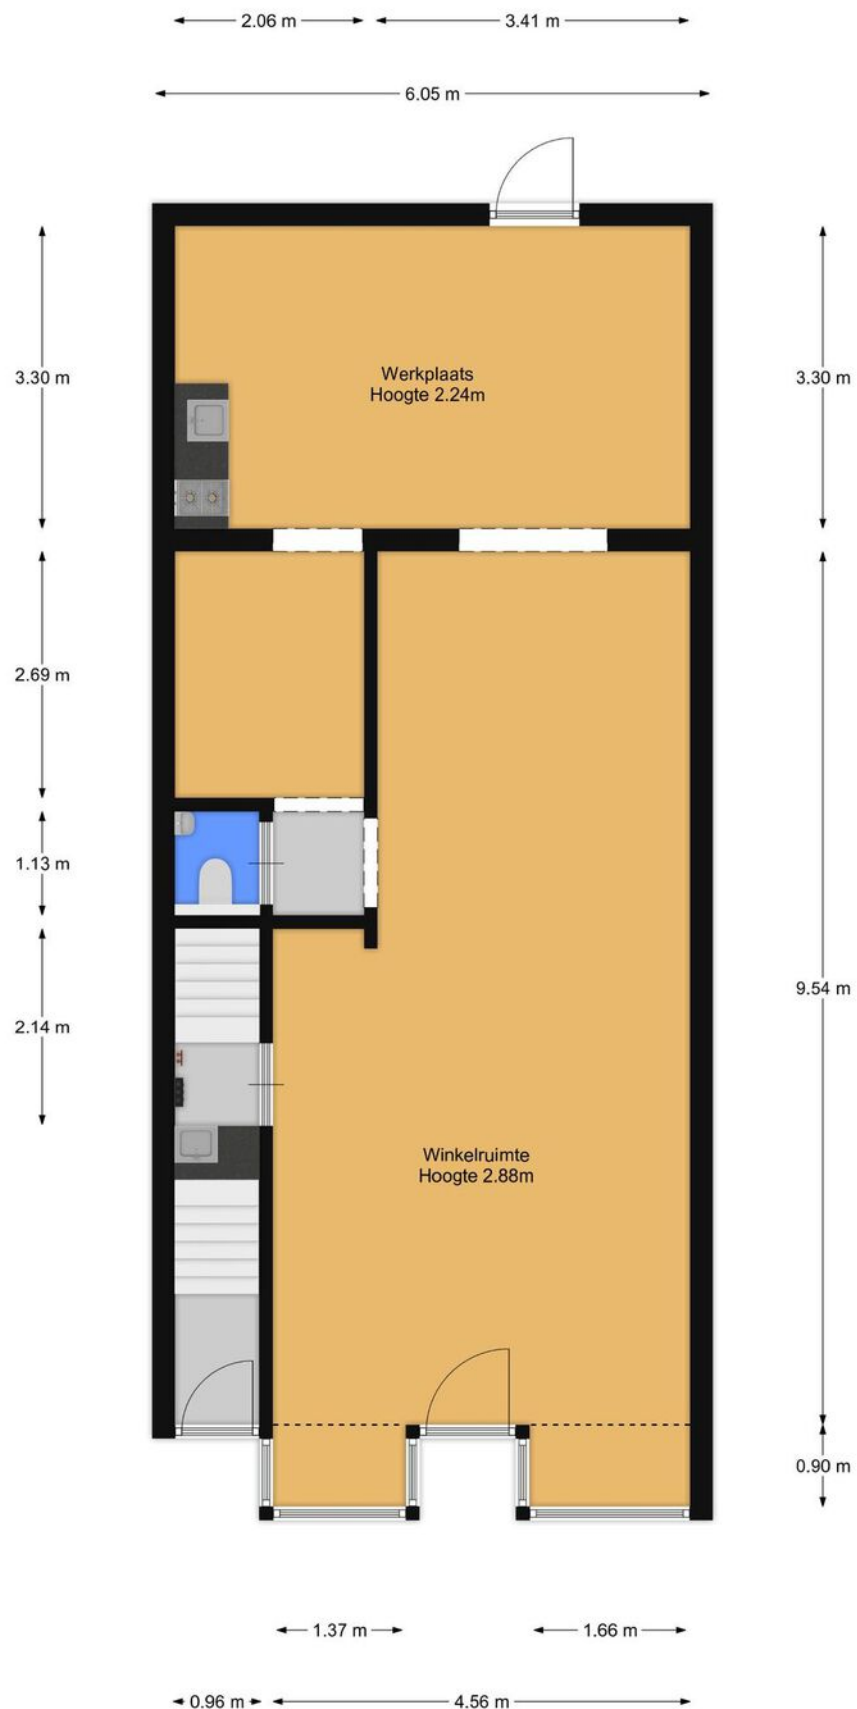 2.06 m
3.41 m
6.05 m
3.30 m
Werkplaats
Hoogte 2.24m
3.30 m
2.69 m
1.13 m
2.14 m
9.54 m
Winkelruimte
Hoogte 2.88m
0.90 m
1.37 m
1.66 m
0.96 m
4.56 m